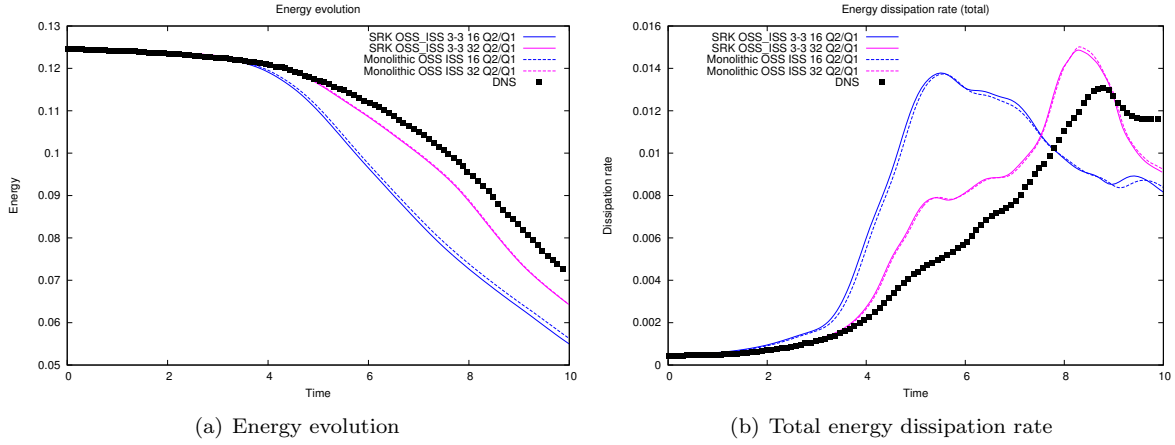 Energy evolution
0.13
0.12
0.11
0.1
0.09
0.08
0.07
0.06
0.05
Energy
0
2
4
6
8
10
Time
SRK OSS_ISS 3-3 16 Q2/Q1
SRK OSS_ISS 3-3 32 Q2/Q1
Monolithic OSS ISS 16 Q2/Q1
Monolithic OSS ISS 32 Q2/Q1
DNS
(a) Energy evolution
Energy dissipation rate (total)
0.016
0.014
0.012
0.01
0.008
0.006
0.004
0.002
0
Dissipation rate
0
2
4
6
8
10
Time
SRK OSS_ISS 3-3 16 Q2/Q1
SRK OSS_ISS 3-3 32 Q2/Q1
Monolithic OSS ISS 16 Q2/Q1
Monolithic OSS ISS 32 Q2/Q1
DNS
(b) Total energy dissipation rate